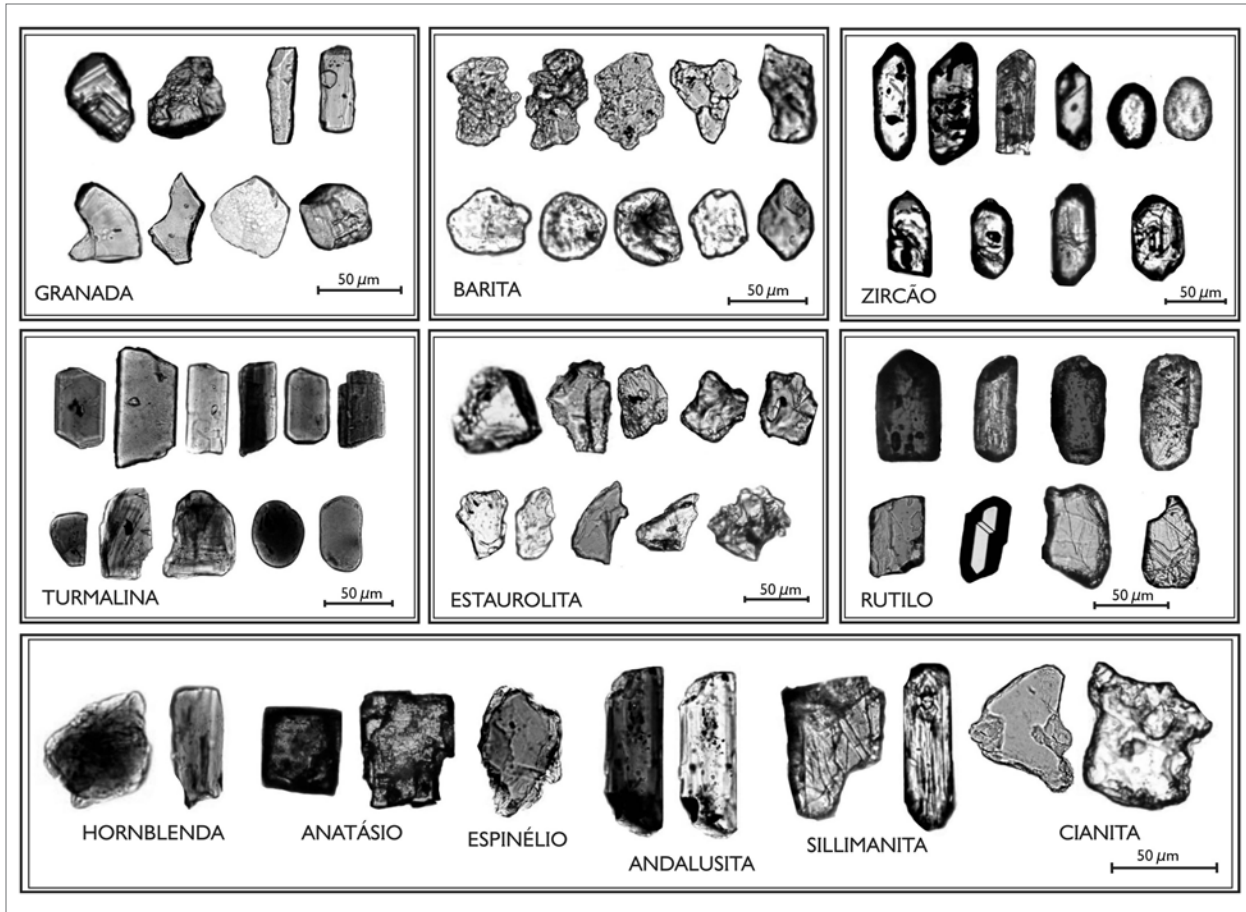 50 µm
GRANADA
50 µm
BARITA
50 µm
ZIRCÃO
50 µm
TURMALINA
50 µm
ESTAUROLITA
50 µm
RUTILO
HORNBLENDA
ANATÁSIO
ESPINÉLIO
ANDALUSITA
SILLIMANITA
CIANITA
50 µm